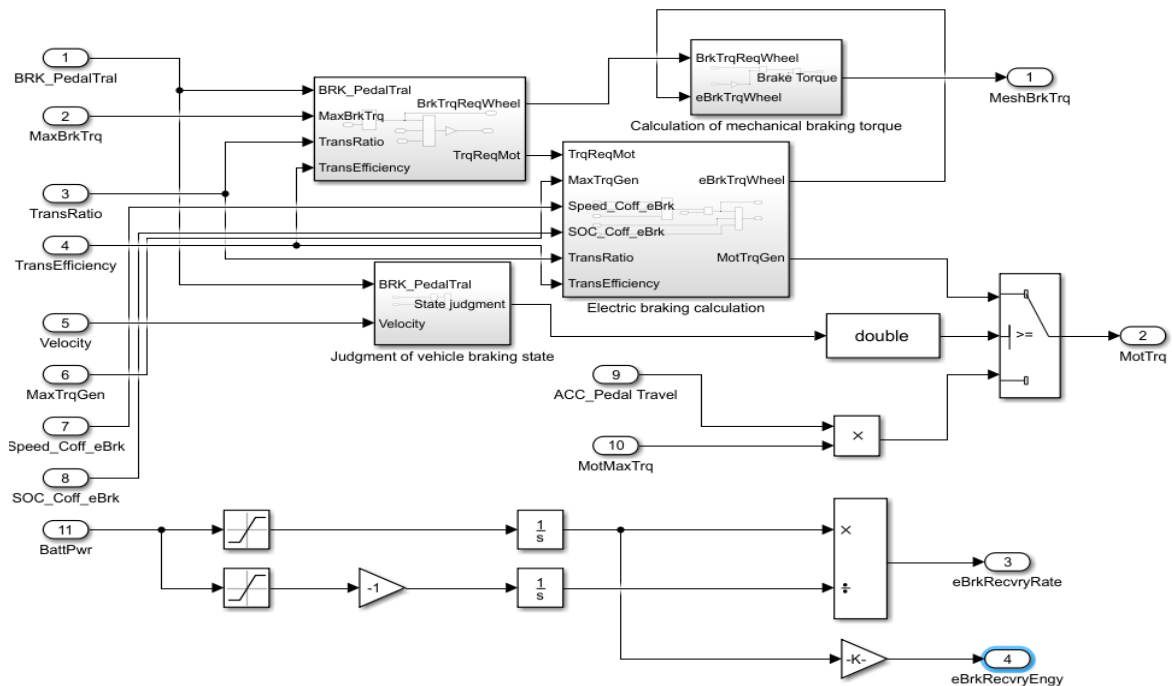 1
BRK_PedalTral
2
MaxBrkTrq
3
TransRatio
4
TransEfficiency
5
Velocity
6
MaxTrqGen
7
Speed_Coff_eBrk
8
SOC_Coff_eBrk
11
BattPwr
BRK_PedalTral
MaxBrkTrq
TransRatio
TransEfficiency
BrkTrqReqWheel
TrqReqMot
BrkTrqReqWheel
eBrkTrqWheel
Brake Torque
Calculation of mechanical braking torque
1
MeshBrkTrq
TrqReqMot
MaxTrqGen
Speed_Coff_eBrk
SOC_Coff_eBrk
TransRatio
TransEfficiency
eBrkTrqWheel
MotTrqGen
Electric braking calculation
BRK_PedalTral
Velocity
State judgment
Judgment of vehicle braking state
double
>=
2
MotTrq
9
ACC_Pedal Travel
10
MotMaxTrq
×
1
s
-1
1
s
×
÷
3
eBrkRecvryRate
-K-
4
eBrkRecvryEngy